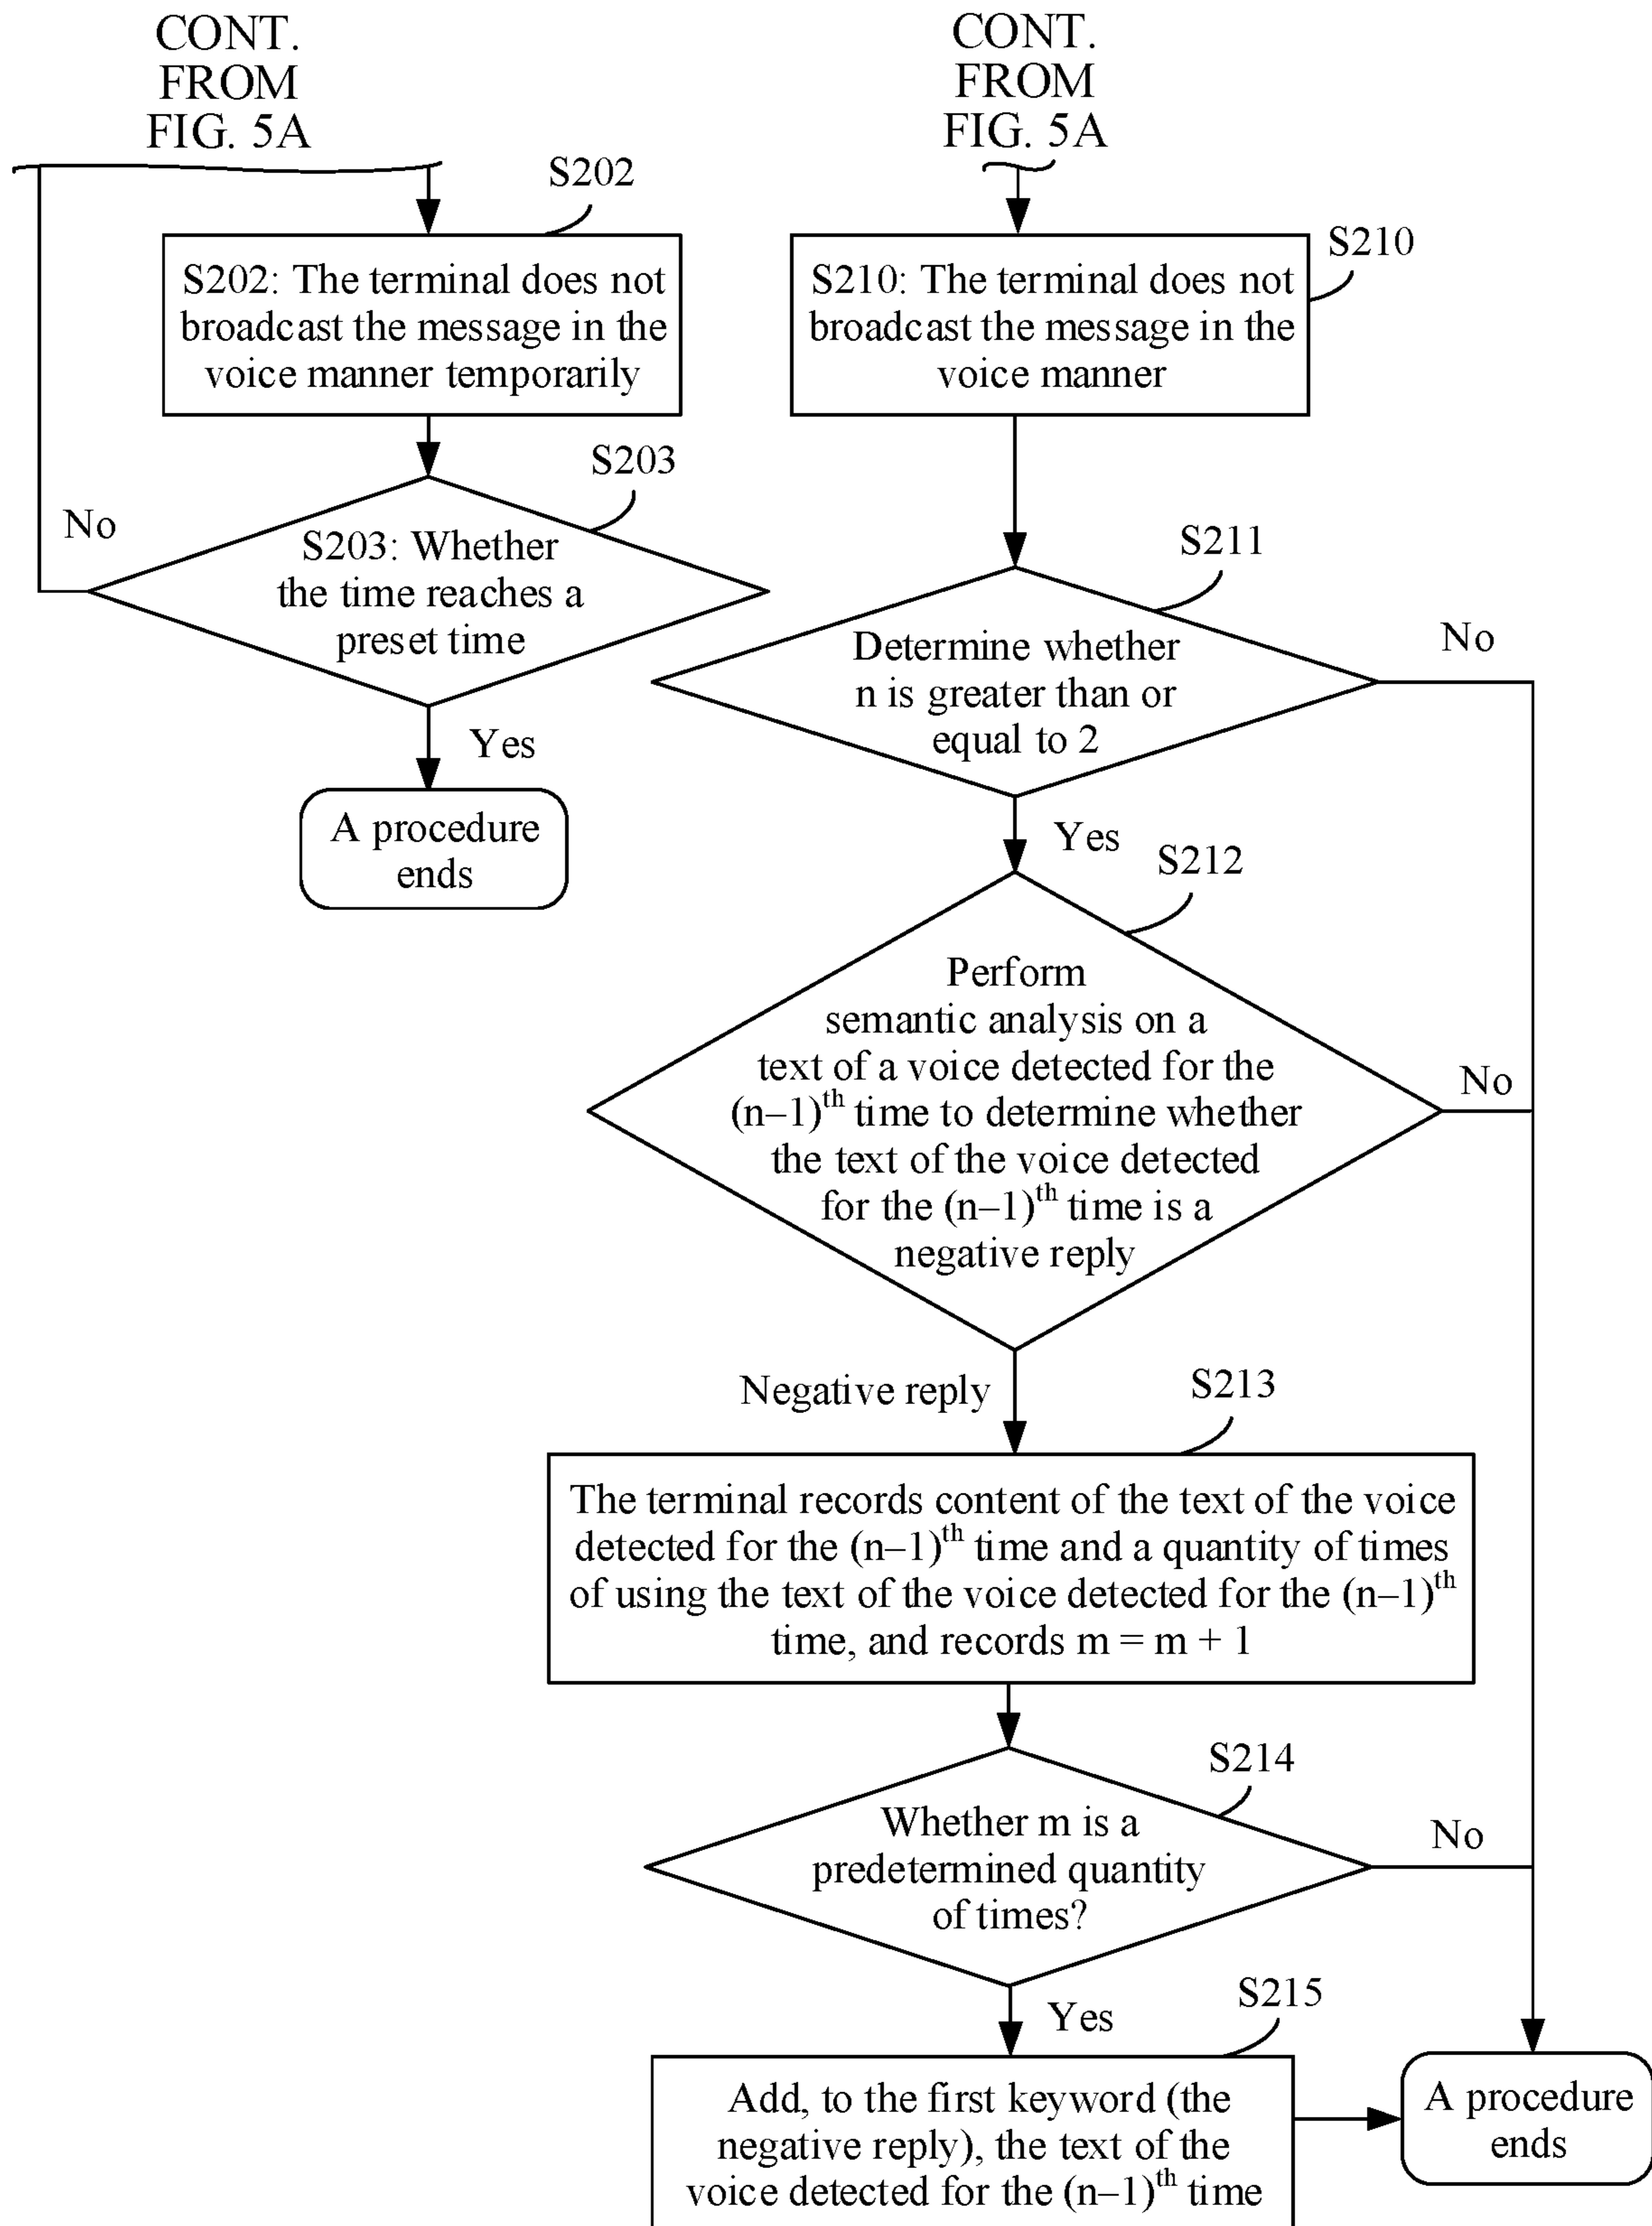 CONT.
FROM
FIG. 5A
S202
S202: The terminal does not
broadcast the message in the
voice manner temporarily
S203
No
S203: Whether
the time reaches a
preset time
Yes
A procedure
ends
CONT.
FROM
FIG. 5A
S210
S210: The terminal does not
broadcast the message in the
voice manner
S211
Determine whether
n is greater than or
equal to 2
No
Yes
S212
Perform
semantic analysis on a
text of a voice detected for the
(n–1)th time to determine whether
the text of the voice detected
for the (n–1)th time is a
negative reply
No
Negative reply
S213
The terminal records content of the text of the voice
detected for the (n–1)th time and a quantity of times
of using the text of the voice detected for the (n–1)th
time, and records m = m + 1
S214
Whether m is a
predetermined quantity
of times?
No
Yes
S215
Add, to the first keyword (the
negative reply), the text of the
voice detected for the (n–1)th time
A procedure
ends